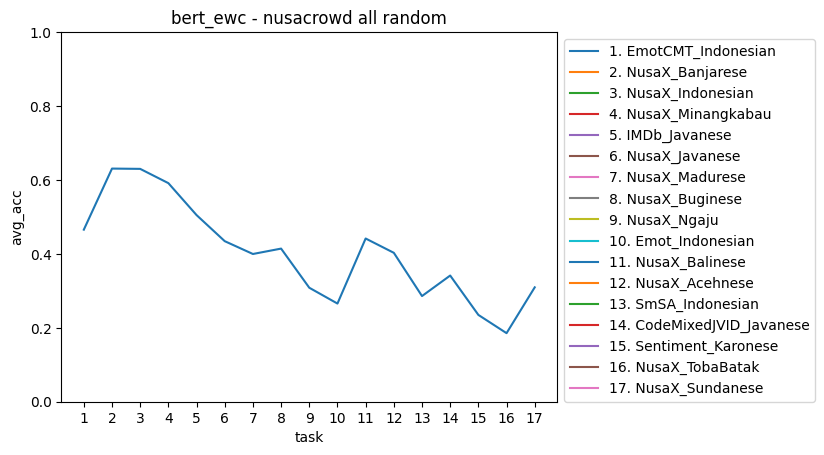 bert_ewc - nusacrowd all random
1.0
0.8
0.6
0.4
0.2
0.0
avg_acc
1 2 3 4 5 6 7 8 9 10 11 12 13 14 15 16 17
task
1. EmotCMT_Indonesian
2. NusaX_Banjarese
3. NusaX_Indonesian
4. NusaX_Minangkabau
5. IMDb_Javanese
6. NusaX_Javanese
7. NusaX_Madurese
8. NusaX_Buginese
9. NusaX_Ngaju
10. Emot_Indonesian
11. NusaX_Balinese
12. NusaX_Acehnese
13. SmSA_Indonesian
14. CodeMixedJVID_Javanese
15. Sentiment_Karonese
16. NusaX_TobaBatak
17. NusaX_Sundanese